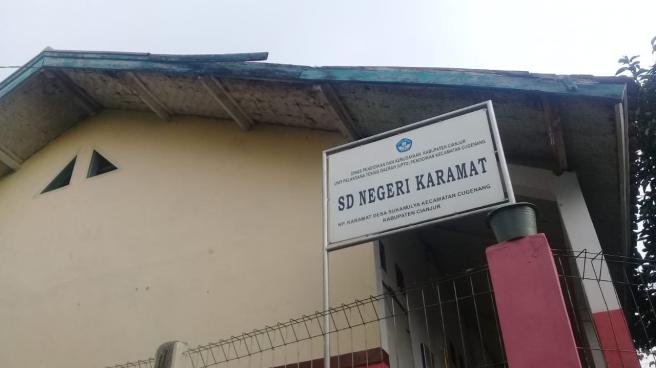 DINAS PENDIDIKAN DAN KEBUDAYAAN KABUPATEN CIANJUR
UNIT PELAKSANA TEKNIS DAERAH (UPTD) PENDIDIKAN KECAMATAN CUGENANG
SD NEGERI KARAMAT
KP. KARAMAT DESA SUKAMULYA KECAMATAN CUGENANG
KABUPATEN CIANJUR